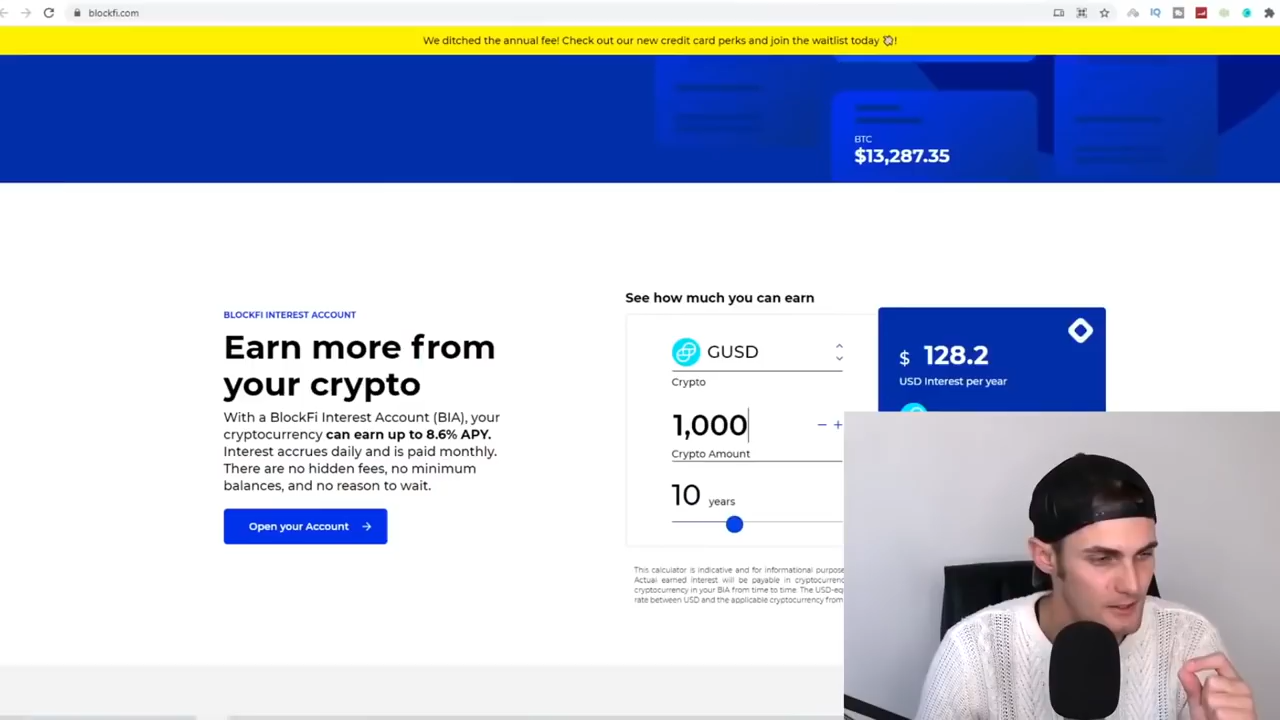 blockfi.com
We ditched the annual fee! Check out our new credit card perks and join the waitlist today !
BTC
$13,287.35
See how much you can earn
BLOCKFI INTEREST ACCOUNT
Earn more from
your crypto
With a BlockFi Interest Account (BIA), your
cryptocurrency can earn up to 8.6% APY.
Interest accrues daily and is paid monthly.
There are no hidden fees, no minimum
balances, and no reason to wait.
Open your Account
GUSD
Crypto
1,000
Crypto Amount
10 years
$ 128.2
USD Interest per year
This calculator is indicative and for informational purpose
Actual earned interest will be payable in cryptocurrenc
cryptocurrency in your BIA from time to time. The USD-eq
rate between USD and the applicable cryptocurrency from